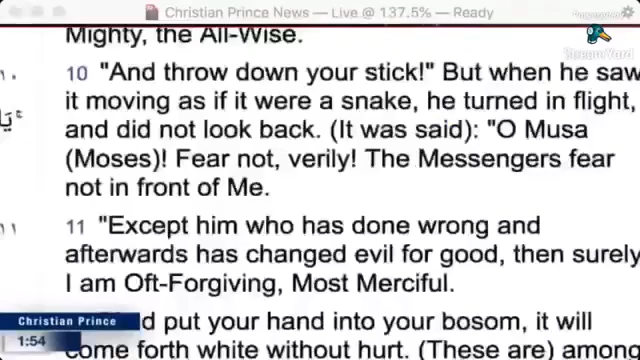 Christian Prince News — Live @ 137.5% — Ready
StreamYard
Mighty, the All-Wise.
10 "And throw down your stick!" But when he saw
it moving as if it were a snake, he turned in flight,
and did not look back. (It was said): "O Musa
(Moses)! Fear not, verily! The Messengers fear
not in front of Me.
١٠
11 "Except him who has done wrong and
afterwards has changed evil for good, then surely
I am Oft-Forgiving, Most Merciful.
١١
d put your hand into your bosom, it will
come forth white without hurt. (These are) among
Christian Prince
1:54